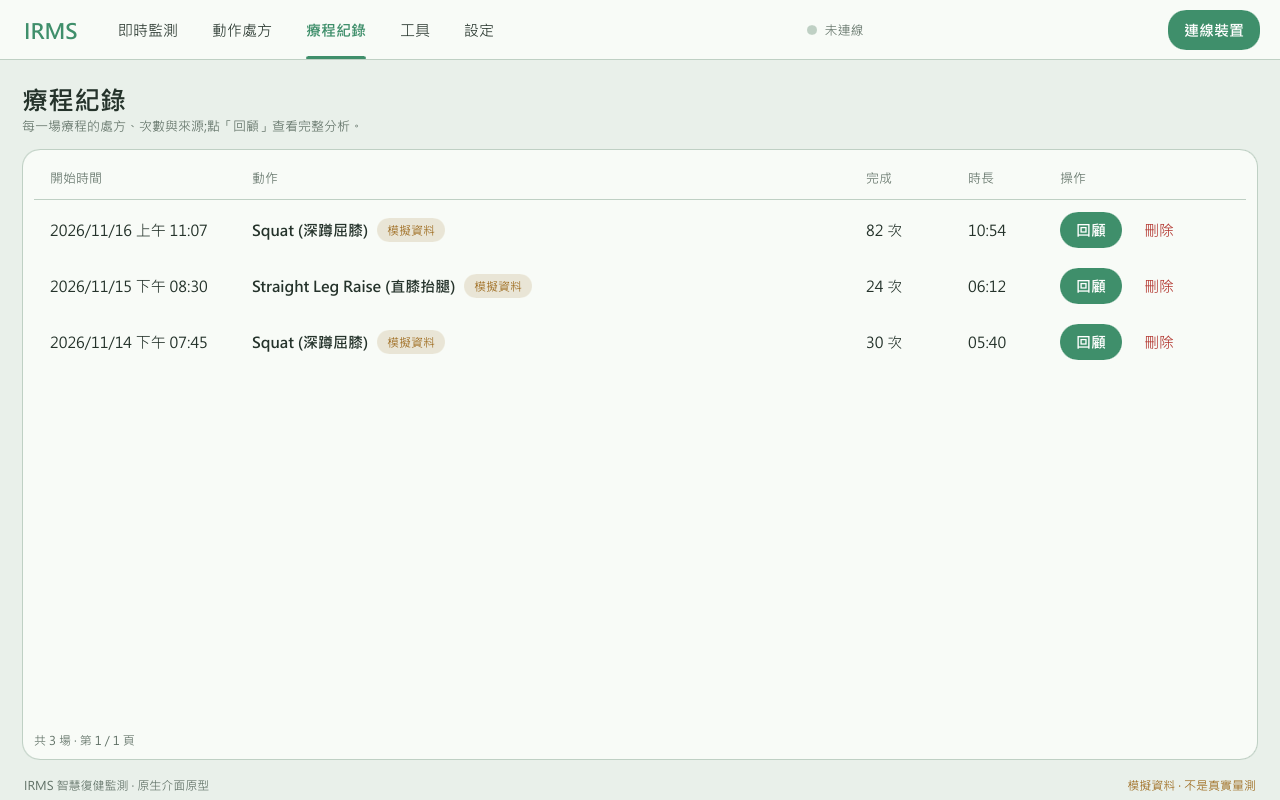 IRMS 即時監測 動作處方 療程紀錄 工具 設定 未連線 連線裝置
療程紀錄
每一場療程的處方、次數與來源;點「回顧」查看完整分析。
開始時間 動作 完成 時長 操作
2026/11/16 上午 11:07 Squat (深蹲屈膝) 模擬資料 82 次 10:54 回顧 刪除
2026/11/15 下午 08:30 Straight Leg Raise (直膝抬腿) 模擬資料 24 次 06:12 回顧 刪除
2026/11/14 下午 07:45 Squat (深蹲屈膝) 模擬資料 30 次 05:40 回顧 刪除
共 3 場 · 第 1 / 1 頁
IRMS 智慧復健監測 · 原生介面原型 模擬資料 · 不是真實量測